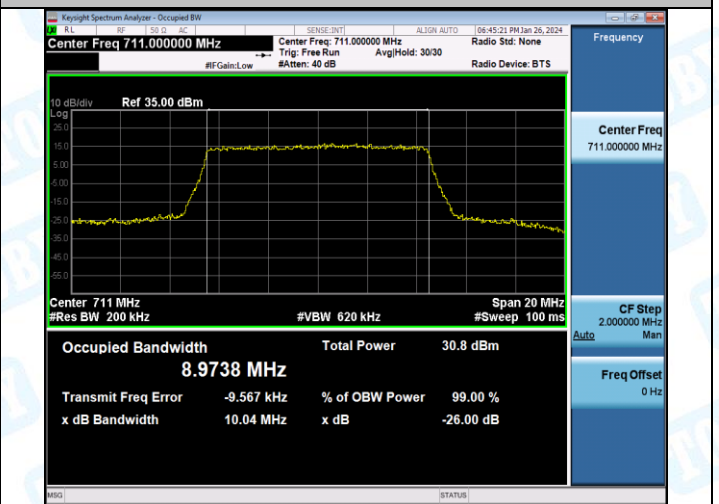 Keysight Spectrum Analyzer - Occupied BW
RL RF 50 Ω AC SENSE:INT ALIGN AUTO 06:45:21 PM Jan 26, 2024
Center Freq 711.000000 MHz
Center Freq: 711.000000 MHz Radio Std: None
Trig: Free Run Avg|Hold: 30/30
#IFGain:Low #Atten: 40 dB Radio Device: BTS
Frequency
10 dB/div Ref 35.00 dBm
Log
25.0
15.0
5.00
-5.00
-15.0
-25.0
-35.0
-45.0
-55.0
Center 711 MHz Span 20 MHz
#Res BW 200 kHz #VBW 620 kHz #Sweep 100 ms
Occupied Bandwidth Total Power 30.8 dBm
8.9738 MHz
Transmit Freq Error -9.567 kHz % of OBW Power 99.00 %
x dB Bandwidth 10.04 MHz x dB -26.00 dB
Center Freq
711.000000 MHz
CF Step
2.000000 MHz
Auto Man
Freq Offset
0 Hz
MSG STATUS